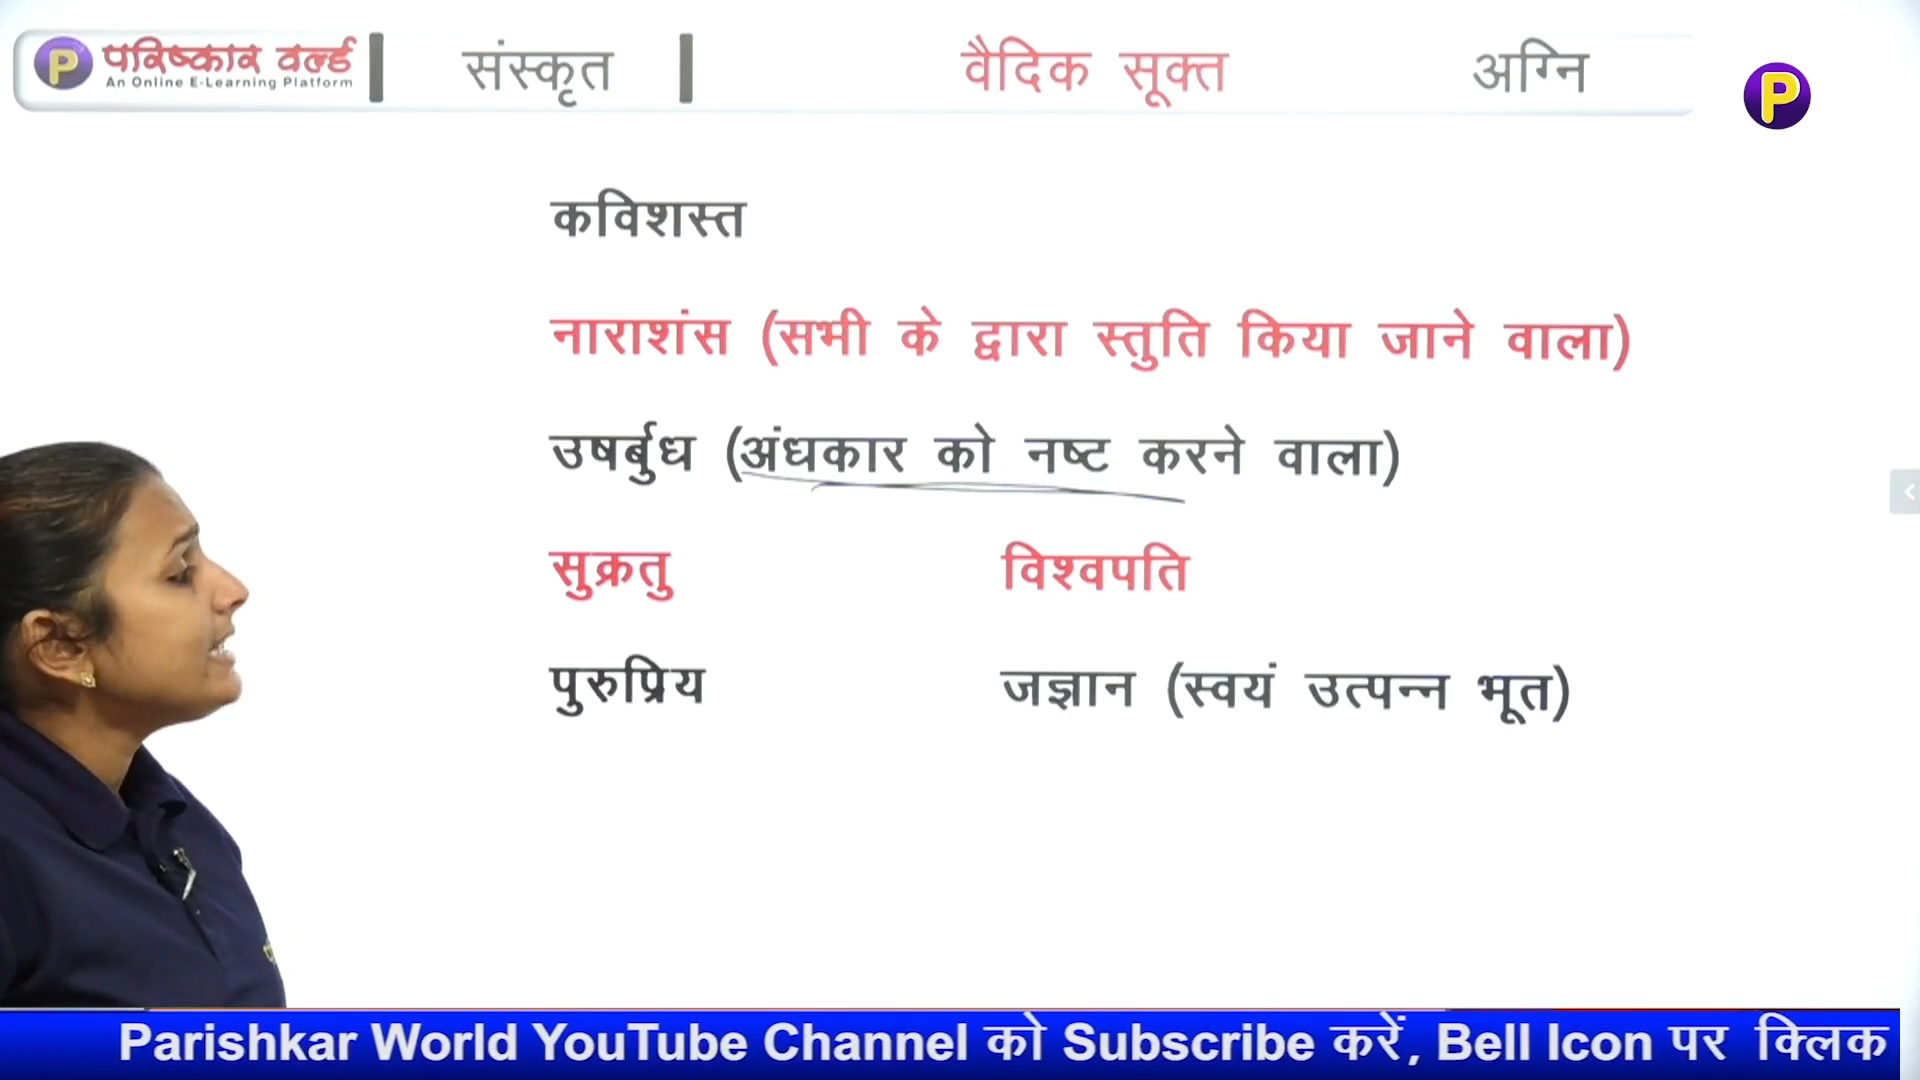 P परिष्कार वर्ल्ड
An Online E-Learning Platform
संस्कृत
वैदिक सूक्त
अग्नि
P
कविशस्त
नाराशंस (सभी के द्वारा स्तुति किया जाने वाला)
उषर्बुध (अंधकार को नष्ट करने वाला)
सुक्रतु विश्वपति
पुरुप्रिय जज्ञान (स्वयं उत्पन्न भूत)
Parishkar World YouTube Channel को Subscribe करें, Bell Icon पर क्लिक